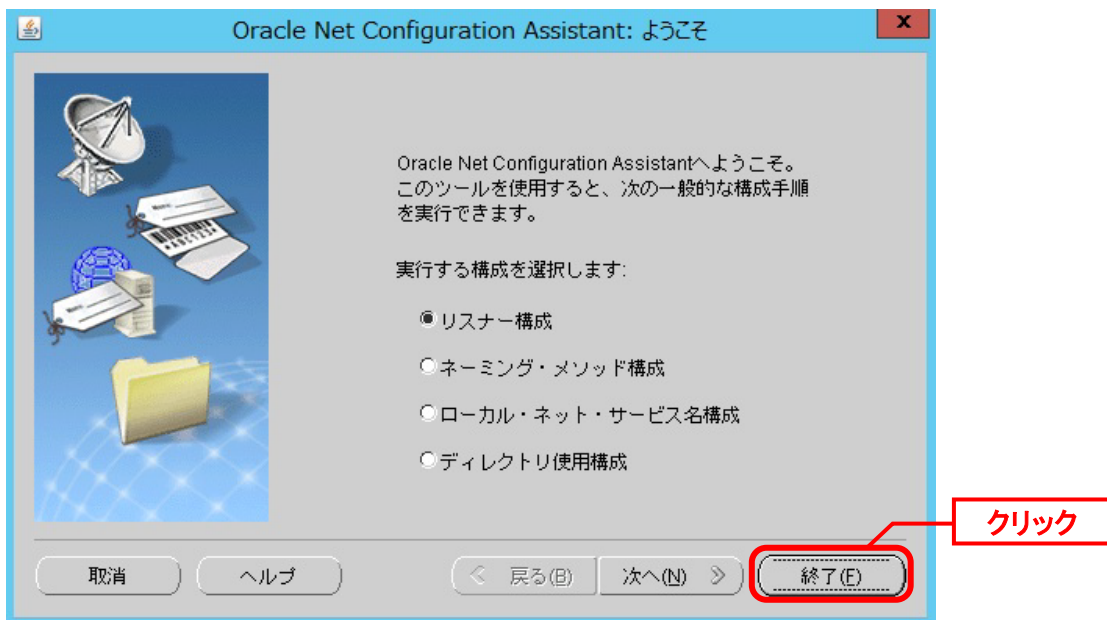 Oracle Net Configuration Assistant: ようこそ
x
Oracle Net Configuration Assistantへようこそ。
このツールを使用すると、次の一般的な構成手順
を実行できます。
実行する構成を選択します:
リスナー構成
ネーミング・メソッド構成
ローカル・ネット・サービス名構成
ディレクトリ使用構成
クリック
取消
ヘルプ
戻る(B)
次へ(N)
終了(F)